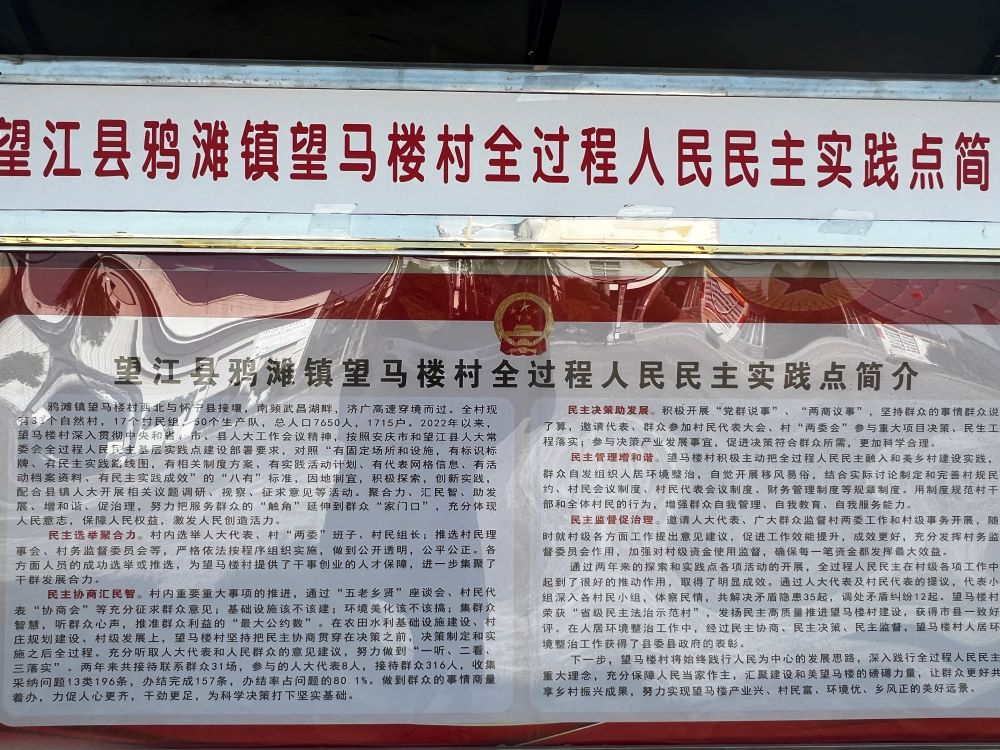 望江县鸦滩镇望马楼村全过程人民民主实践点简
望江县鸦滩镇望马楼村全过程人民民主实践点简介
鸦滩镇望马楼村西北与怀宁县接壤，南频武昌湖畔，济广高速穿境而过。全村现
个自然村，17个村民组，50个生产队，总人口7650人，1715户。2022年以来，
望马楼村深入贯彻中央和省、市、县人大工作会议精神，按照安庆市和望江县人大常
委会全过程人民民主基层实践点建设部署要求，对照“有固定场所和设施，有标识标
牌、有民主实践路线图，有相关制度方案、有实践活动计划、有代表网格信息、有活
动档案资料、有民主实践成效”的“八有”标准，因地制宜，积极探索，创新实践，
配合县镇人大开展相关议题调研、视察、征求意见等活动。聚合力、汇民智、助发
展、增和谐、促治理，努力把服务群众的“触角”延伸到群众“家门口”，充分体现
人民意志，保障人民权益，激发人民创造活力。
民主选举聚合力。村内选举人大代表、村“两委”班子、村民组长；推选村民理
事会、村务监督委员会等，严格依法按程序组织实施，做到公开透明，公平公正。各
方面人员的成功选举或推选，为望马楼村提供了干事创业的人才保障，进一步集聚了
干群发展合力。
民主协商汇民智。村内重要重大事项的推进，通过“五老乡贤”座谈会、村民代
表“协商会”等充分征求群众意见；基础设施该不该建；环境美化该不该搞；集群众
智慧，听群众心声，推准群众利益的“最大公约数”。在农田水利基础设施建设、村
庄规划建设、村级发展上，望马楼村坚持把民主协商贯穿在决策之前，决策制定和实
施之后全过程。充分听取人大代表和人民群众的意见建议，努力做到“一听、二看、
三落实”。两年来共接待联系群众31场，参与的人大代表8人，接待群众316人，收集
采纳问题13类196条，办结完成157条，办结率占问题的80.1%。做到群众的事情商量
着办，力促人心更齐，干劲更足，为科学决策打下坚实基础。
民主决策助发展。积极开展“党群说事”、“两商议事”，坚持群众的事情群众说
了算，邀请代表、群众参加村民代表大会、村“两委会”参与重大项目决策、民生工
程落实；参与决策产业发展事宜，促进决策符合群众所需，更加科学合理。
民主管理增和谐。望马楼村积极主动把全过程人民民主融入和美乡村建设实践，
群众自发组织人居环境整治，自觉开展移风易俗，结合实际讨论制定和完善村规民
约、村民会议制度、村民代表会议制度、财务管理制度等规章制度。用制度规范村干
部和全体村民的行为，增强群众自我管理、自我教育、自我服务能力。
民主监督促治理。邀请人大代表、广大群众监督村两委工作和村级事务开展，随
时就村级各方面工作提出意见建议，促进工作效能提升，成效更好，充分发挥村务监
督委员会作用，加强对村级资金使用监督，确保每一笔资金都发挥最大效益。
通过两年来的探索和实践点各项活动的开展，全过程人民民主在村级各项工作中
起到了很好的推动作用，取得了明显成效。通过人大代表及村民代表的提议，代表小
组深入各村民小组，体察民情，共解决矛盾隐患35起，调处矛盾纠纷12起。望马楼村
荣获“省级民主法治示范村”，发扬民主高质量推进望马楼村建设，获得市县一致好
评。在人居环境整治工作中，经过民主协商、民主决策、民主监督，望马楼村人居环
境整治工作获得了县委县政府的表彰。
下一步，望马楼村将始终践行人民为中心的发展思路，深入践行全过程人民民主
重大理念，充分保障人民当家作主，汇聚建设和美望马楼的磅礴力量，让群众更好共
享乡村振兴成果，努力实现望马楼产业兴、村民富、环境优、乡风正的美好远景。